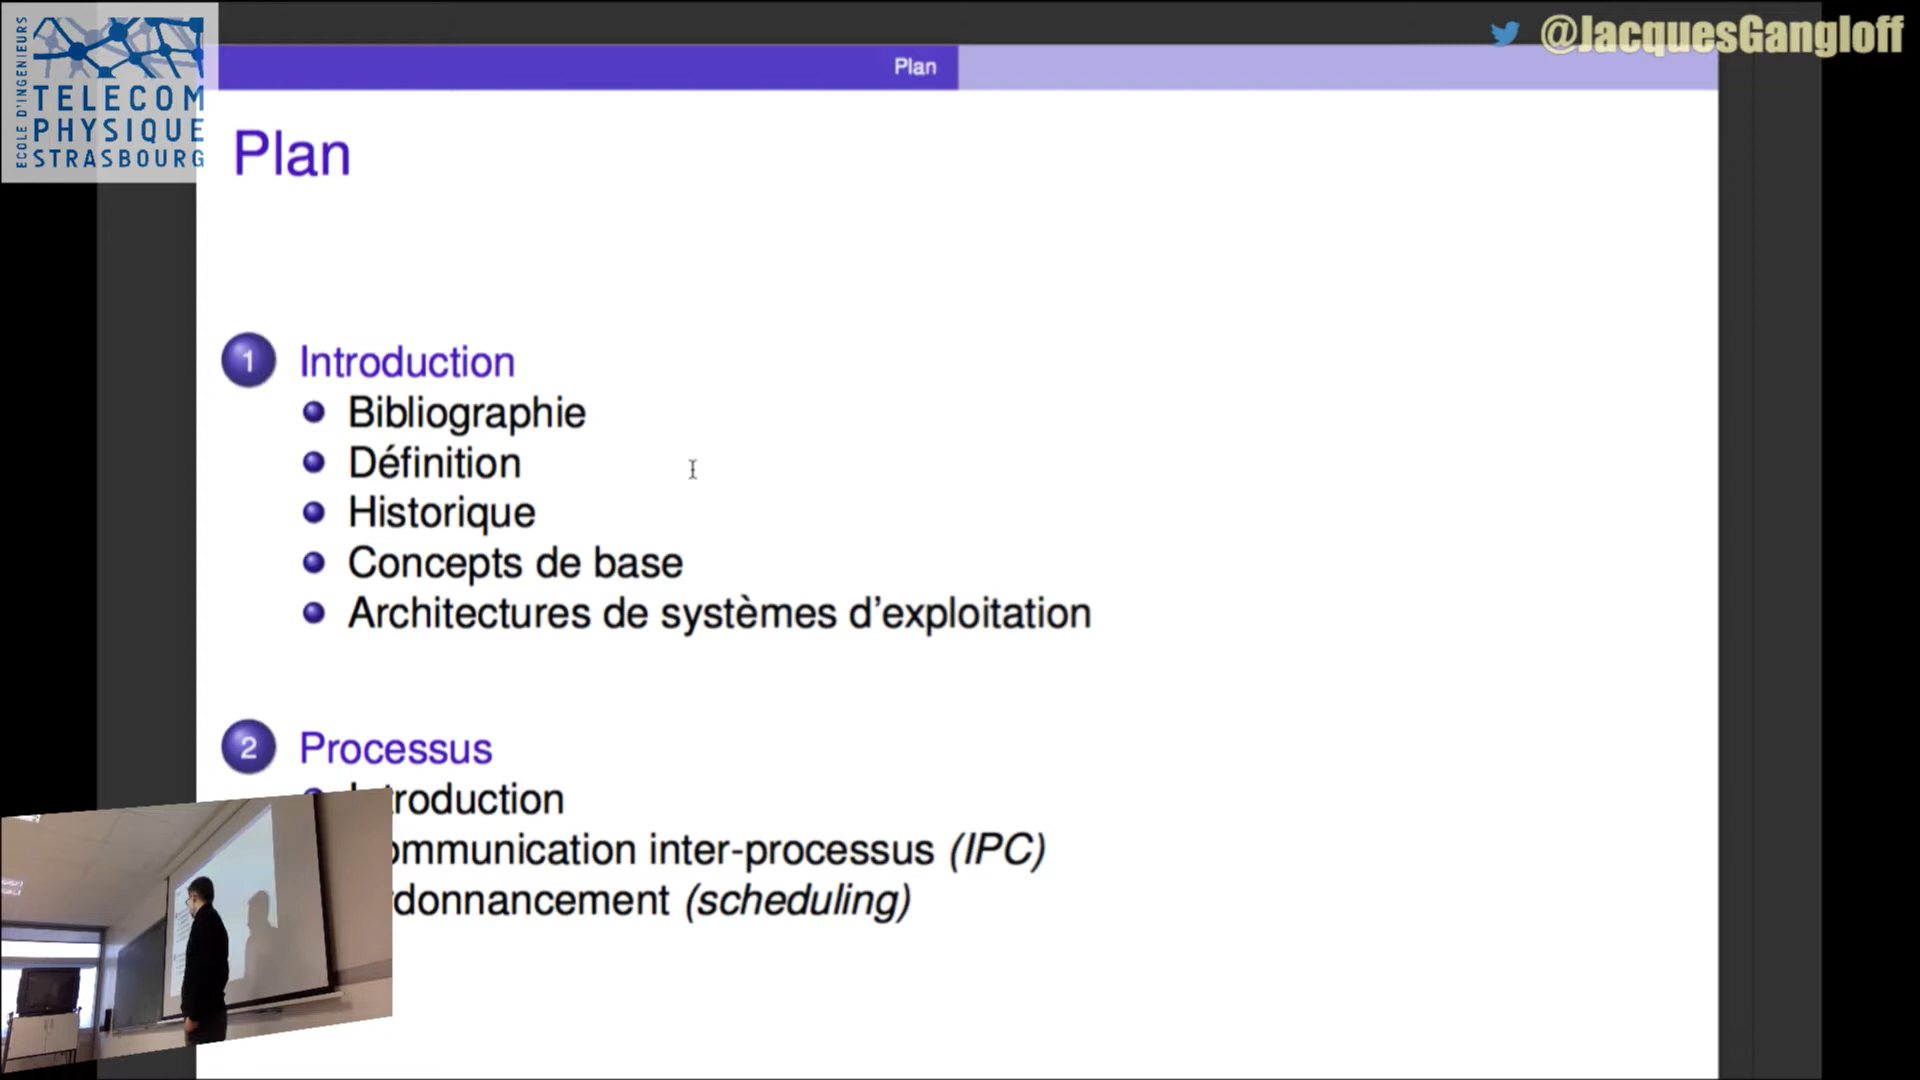 ECOLE D'INGENIEURS
TELECOM
PHYSIQUE
STRASBOURG
@JacquesGangloff
Plan
Plan
1 Introduction
Bibliographie
Définition
Historique
Concepts de base
Architectures de systèmes d'exploitation
2 Processus
Introduction
ommunication inter-processus (IPC)
rdonnancement (scheduling)